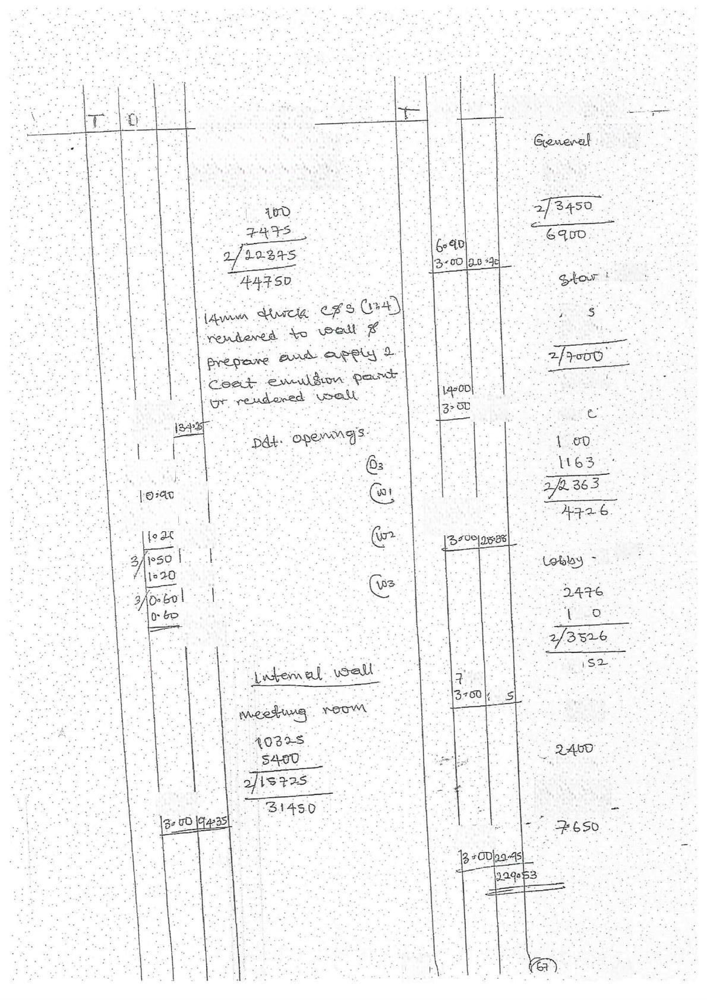 T D
100
7475
2/22375
44750
14mm thick C&S (1:4)
rendered to wall &
prepare and apply 2
coat emulsion paint
to rendered wall
134.25
Ddt. openings.
D3
10.90
W1
1.20
W2
3/1.50
1.20
W3
3/0.60
0.60
Internal wall
meeting room
10325
5400
2/15725
31450
3.00 94.35
T
General
2/3450
6900
6.90
3.00 20.70
Stor
S
2/7000
14.00
3.00
e
1 00
1163
2/2363
4726
3.00 28.38
Lobby -
2476
1 0
2/3526
52
7
3.00 5
2400
7650
3.00 22.95
229.53
67